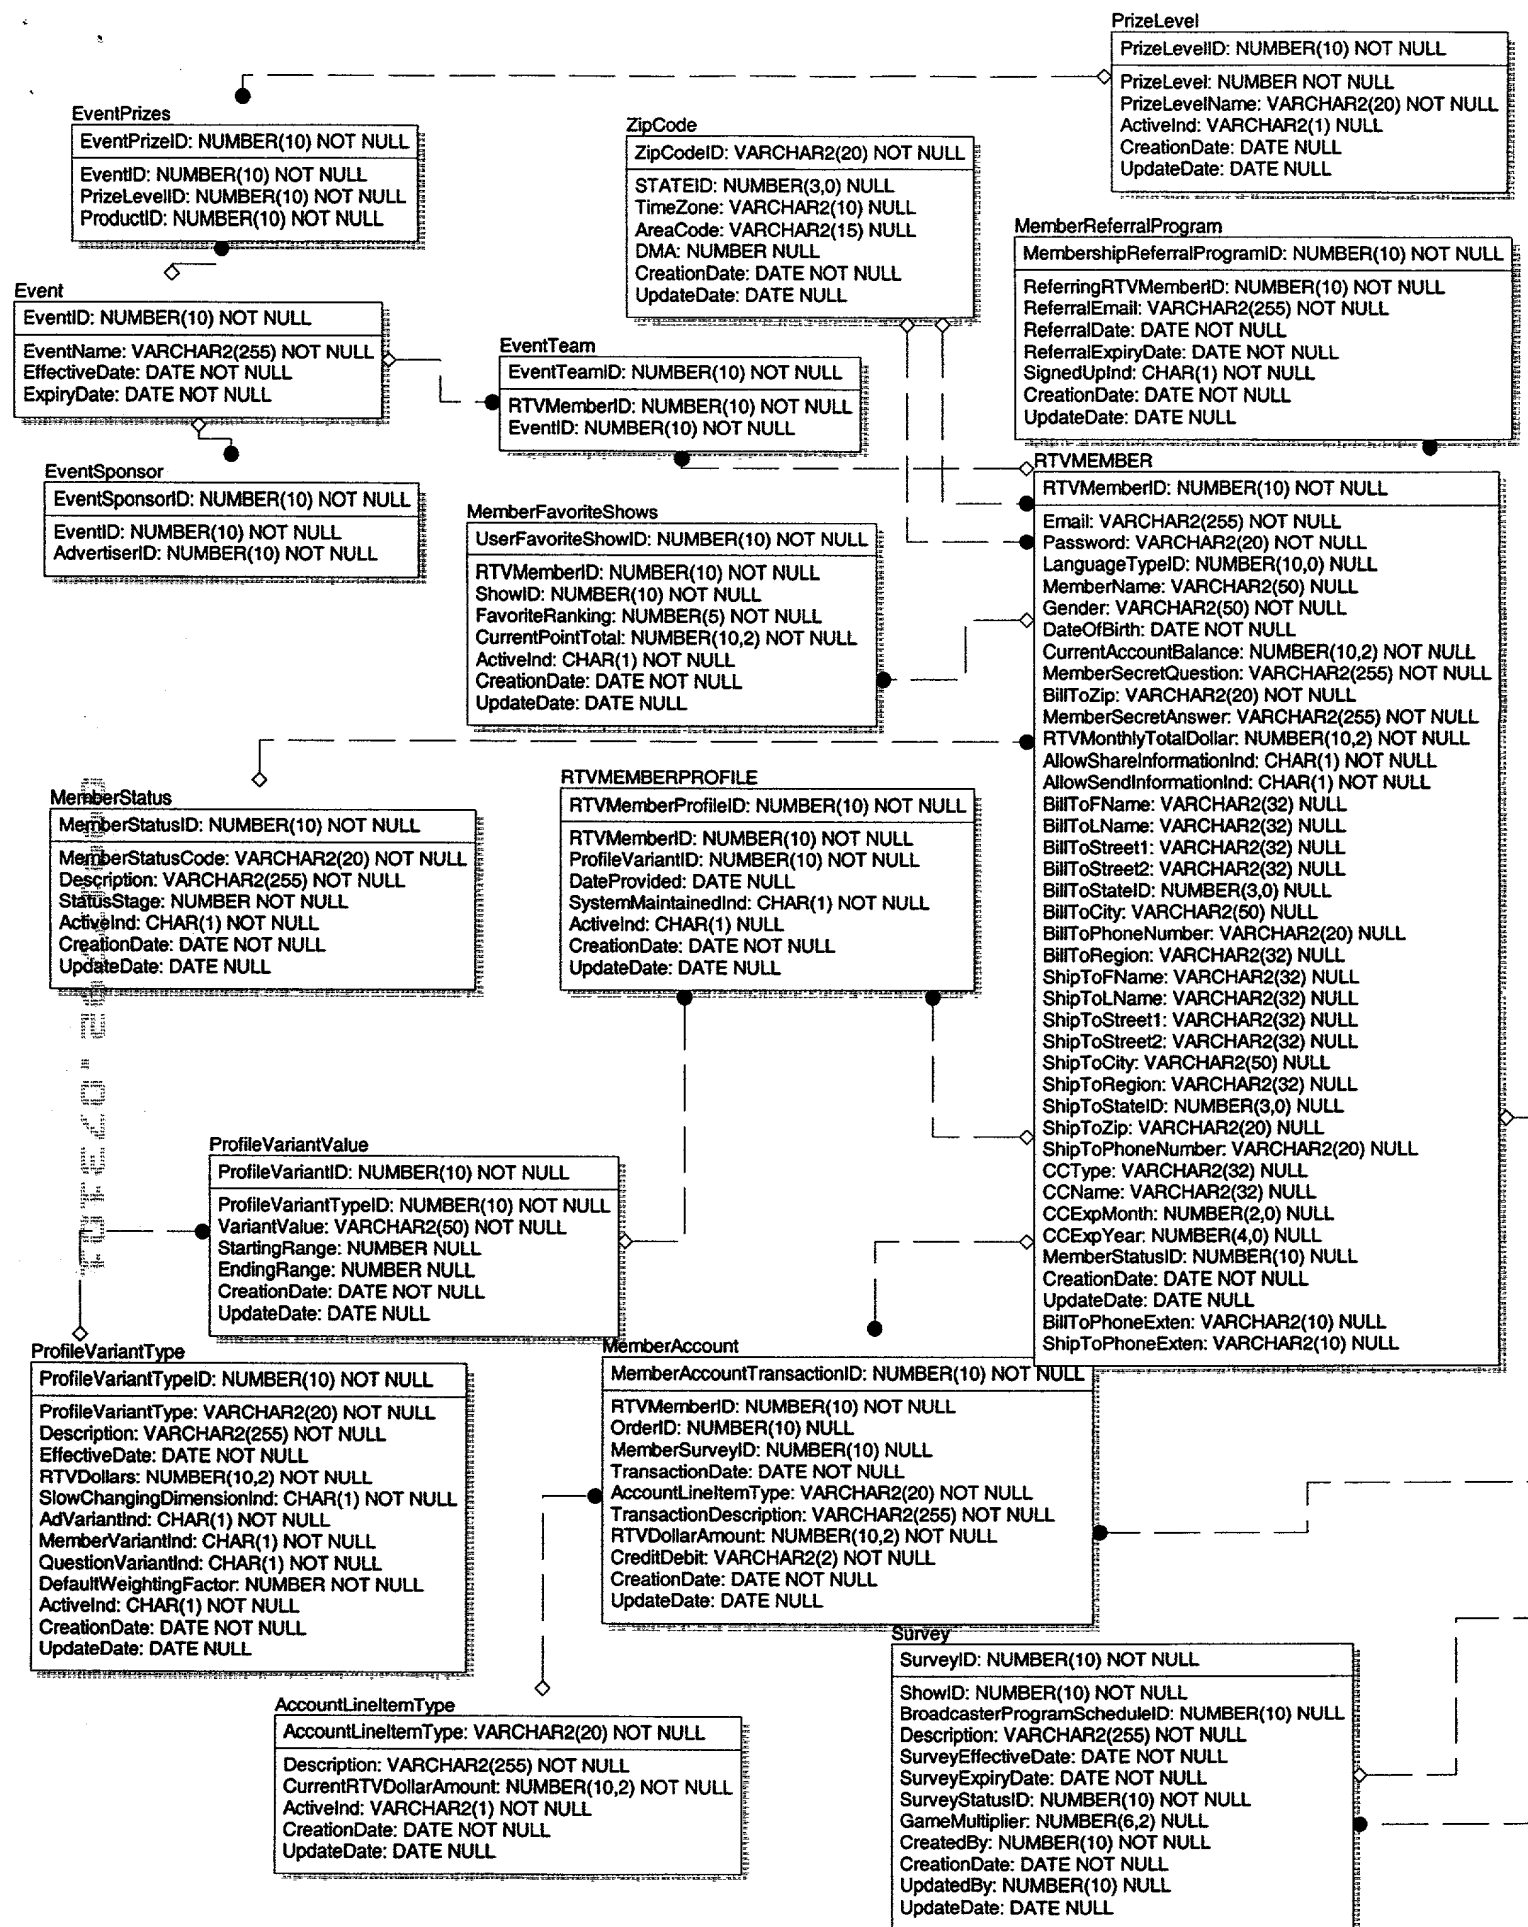 PrizeLevel
PrizeLevelID: NUMBER(10) NOT NULL
PrizeLevel: NUMBER NOT NULL
PrizeLevelName: VARCHAR2(20) NOT NULL
ActiveInd: VARCHAR2(1) NULL
CreationDate: DATE NULL
UpdateDate: DATE NULL
EventPrizes
EventPrizeID: NUMBER(10) NOT NULL
EventID: NUMBER(10) NOT NULL
PrizeLevelID: NUMBER(10) NOT NULL
ProductID: NUMBER(10) NOT NULL
ZipCode
ZipCodeID: VARCHAR2(20) NOT NULL
STATEID: NUMBER(3,0) NULL
TimeZone: VARCHAR2(10) NULL
AreaCode: VARCHAR2(15) NULL
DMA: NUMBER NULL
CreationDate: DATE NOT NULL
UpdateDate: DATE NULL
MemberReferralProgram
MembershipReferralProgramID: NUMBER(10) NOT NULL
ReferringRTVMemberID: NUMBER(10) NOT NULL
ReferralEmail: VARCHAR2(255) NOT NULL
ReferralDate: DATE NOT NULL
ReferralExpiryDate: DATE NOT NULL
SignedUpInd: CHAR(1) NOT NULL
CreationDate: DATE NOT NULL
UpdateDate: DATE NULL
Event
EventID: NUMBER(10) NOT NULL
EventName: VARCHAR2(255) NOT NULL
EffectiveDate: DATE NOT NULL
ExpiryDate: DATE NOT NULL
EventTeam
EventTeamID: NUMBER(10) NOT NULL
RTVMemberID: NUMBER(10) NOT NULL
EventID: NUMBER(10) NOT NULL
EventSponsor
EventSponsorID: NUMBER(10) NOT NULL
EventID: NUMBER(10) NOT NULL
AdvertiserID: NUMBER(10) NOT NULL
MemberFavoriteShows
UserFavoriteShowID: NUMBER(10) NOT NULL
RTVMemberID: NUMBER(10) NOT NULL
ShowID: NUMBER(10) NOT NULL
FavoriteRanking: NUMBER(5) NOT NULL
CurrentPointTotal: NUMBER(10,2) NOT NULL
ActiveInd: CHAR(1) NOT NULL
CreationDate: DATE NOT NULL
UpdateDate: DATE NULL
RTVMEMBER
RTVMemberID: NUMBER(10) NOT NULL
Email: VARCHAR2(255) NOT NULL
Password: VARCHAR2(20) NOT NULL
LanguageTypeID: NUMBER(10,0) NULL
MemberName: VARCHAR2(50) NULL
Gender: VARCHAR2(50) NOT NULL
DateOfBirth: DATE NOT NULL
CurrentAccountBalance: NUMBER(10,2) NOT NULL
MemberSecretQuestion: VARCHAR2(255) NOT NULL
BillToZip: VARCHAR2(20) NOT NULL
MemberSecretAnswer: VARCHAR2(255) NOT NULL
RTVMonthlyTotalDollar: NUMBER(10,2) NOT NULL
AllowShareInformationInd: CHAR(1) NOT NULL
AllowSendInformationInd: CHAR(1) NOT NULL
BillToFName: VARCHAR2(32) NULL
BillToLName: VARCHAR2(32) NULL
BillToStreet1: VARCHAR2(32) NULL
BillToStreet2: VARCHAR2(32) NULL
BillToStateID: NUMBER(3,0) NULL
BillToCity: VARCHAR2(50) NULL
BillToPhoneNumber: VARCHAR2(20) NULL
BillToRegion: VARCHAR2(32) NULL
ShipToFName: VARCHAR2(32) NULL
ShipToLName: VARCHAR2(32) NULL
ShipToStreet1: VARCHAR2(32) NULL
ShipToStreet2: VARCHAR2(32) NULL
ShipToCity: VARCHAR2(50) NULL
ShipToRegion: VARCHAR2(32) NULL
ShipToStateID: NUMBER(3,0) NULL
ShipToZip: VARCHAR2(20) NULL
ShipToPhoneNumber: VARCHAR2(20) NULL
CCType: VARCHAR2(32) NULL
CCName: VARCHAR2(32) NULL
CCExpMonth: NUMBER(2,0) NULL
CCExpYear: NUMBER(4,0) NULL
MemberStatusID: NUMBER(10) NULL
CreationDate: DATE NOT NULL
UpdateDate: DATE NULL
BillToPhoneExten: VARCHAR2(10) NULL
ShipToPhoneExten: VARCHAR2(10) NULL
MemberStatus
MemberStatusID: NUMBER(10) NOT NULL
MemberStatusCode: VARCHAR2(20) NOT NULL
Description: VARCHAR2(255) NOT NULL
StatusStage: NUMBER NOT NULL
ActiveInd: CHAR(1) NOT NULL
CreationDate: DATE NOT NULL
UpdateDate: DATE NULL
RTVMEMBERPROFILE
RTVMemberProfileID: NUMBER(10) NOT NULL
RTVMemberID: NUMBER(10) NOT NULL
ProfileVariantID: NUMBER(10) NOT NULL
DateProvided: DATE NULL
SystemMaintainedInd: CHAR(1) NOT NULL
ActiveInd: CHAR(1) NULL
CreationDate: DATE NOT NULL
UpdateDate: DATE NULL
ProfileVariantValue
ProfileVariantID: NUMBER(10) NOT NULL
ProfileVariantTypeID: NUMBER(10) NOT NULL
VariantValue: VARCHAR2(50) NOT NULL
StartingRange: NUMBER NULL
EndingRange: NUMBER NULL
CreationDate: DATE NOT NULL
UpdateDate: DATE NULL
ProfileVariantType
ProfileVariantTypeID: NUMBER(10) NOT NULL
ProfileVariantType: VARCHAR2(20) NOT NULL
Description: VARCHAR2(255) NOT NULL
EffectiveDate: DATE NOT NULL
RTVDollars: NUMBER(10,2) NOT NULL
SlowChangingDimensionInd: CHAR(1) NOT NULL
AdVariantInd: CHAR(1) NOT NULL
MemberVariantInd: CHAR(1) NOT NULL
QuestionVariantInd: CHAR(1) NOT NULL
DefaultWeightingFactor: NUMBER NOT NULL
ActiveInd: CHAR(1) NOT NULL
CreationDate: DATE NOT NULL
UpdateDate: DATE NULL
MemberAccount
MemberAccountTransactionID: NUMBER(10) NOT NULL
RTVMemberID: NUMBER(10) NOT NULL
OrderID: NUMBER(10) NULL
MemberSurveyID: NUMBER(10) NULL
TransactionDate: DATE NOT NULL
AccountLineItemType: VARCHAR2(20) NOT NULL
TransactionDescription: VARCHAR2(255) NOT NULL
RTVDollarAmount: NUMBER(10,2) NOT NULL
CreditDebit: VARCHAR2(2) NOT NULL
CreationDate: DATE NOT NULL
UpdateDate: DATE NULL
AccountLineItemType
AccountLineItemType: VARCHAR2(20) NOT NULL
Description: VARCHAR2(255) NOT NULL
CurrentRTVDollarAmount: NUMBER(10,2) NOT NULL
ActiveInd: VARCHAR2(1) NOT NULL
CreationDate: DATE NOT NULL
UpdateDate: DATE NULL
Survey
SurveyID: NUMBER(10) NOT NULL
ShowID: NUMBER(10) NOT NULL
BroadcasterProgramScheduleID: NUMBER(10) NULL
Description: VARCHAR2(255) NOT NULL
SurveyEffectiveDate: DATE NOT NULL
SurveyExpiryDate: DATE NOT NULL
SurveyStatusID: NUMBER(10) NOT NULL
GameMultiplier: NUMBER(6,2) NULL
CreatedBy: NUMBER(10) NOT NULL
CreationDate: DATE NOT NULL
UpdatedBy: NUMBER(10) NULL
UpdateDate: DATE NULL